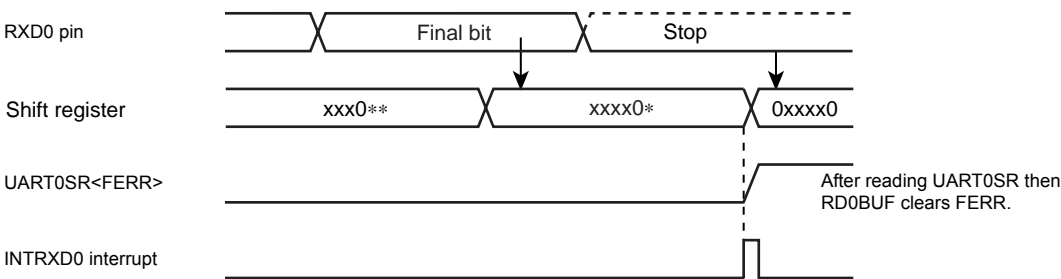 RXD0 pin
Final bit
Stop
Shift register
xxx0**
xxxx0*
0xxxx0
UART0SR<FERR>
After reading UART0SR then
RD0BUF clears FERR.
INTRXD0 interrupt